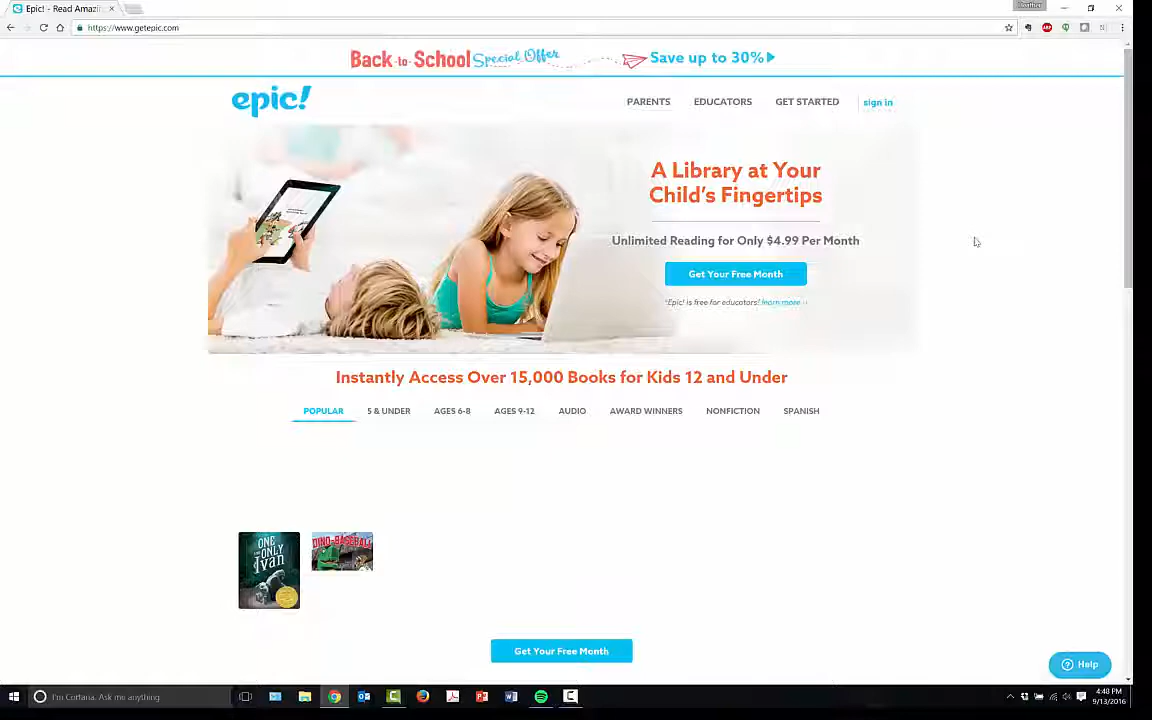 Heather
Epic! - Read Amazin
https://www.getepic.com
Back-to-School Special Offer Save up to 30%
epic!
PARENTS EDUCATORS GET STARTED sign in
A Library at Your
Child's Fingertips
Unlimited Reading for Only $4.99 Per Month
Get Your Free Month
*Epic! is free for educators! learn more
Instantly Access Over 15,000 Books for Kids 12 and Under
POPULAR 5 & UNDER AGES 6-8 AGES 9-12 AUDIO AWARD WINNERS NONFICTION SPANISH
ONE
AND
ONLY
Ivan
DINO-BASEBALL
Get Your Free Month
Help
I'm Cortana. Ask me anything
4:48 PM
9/13/2016